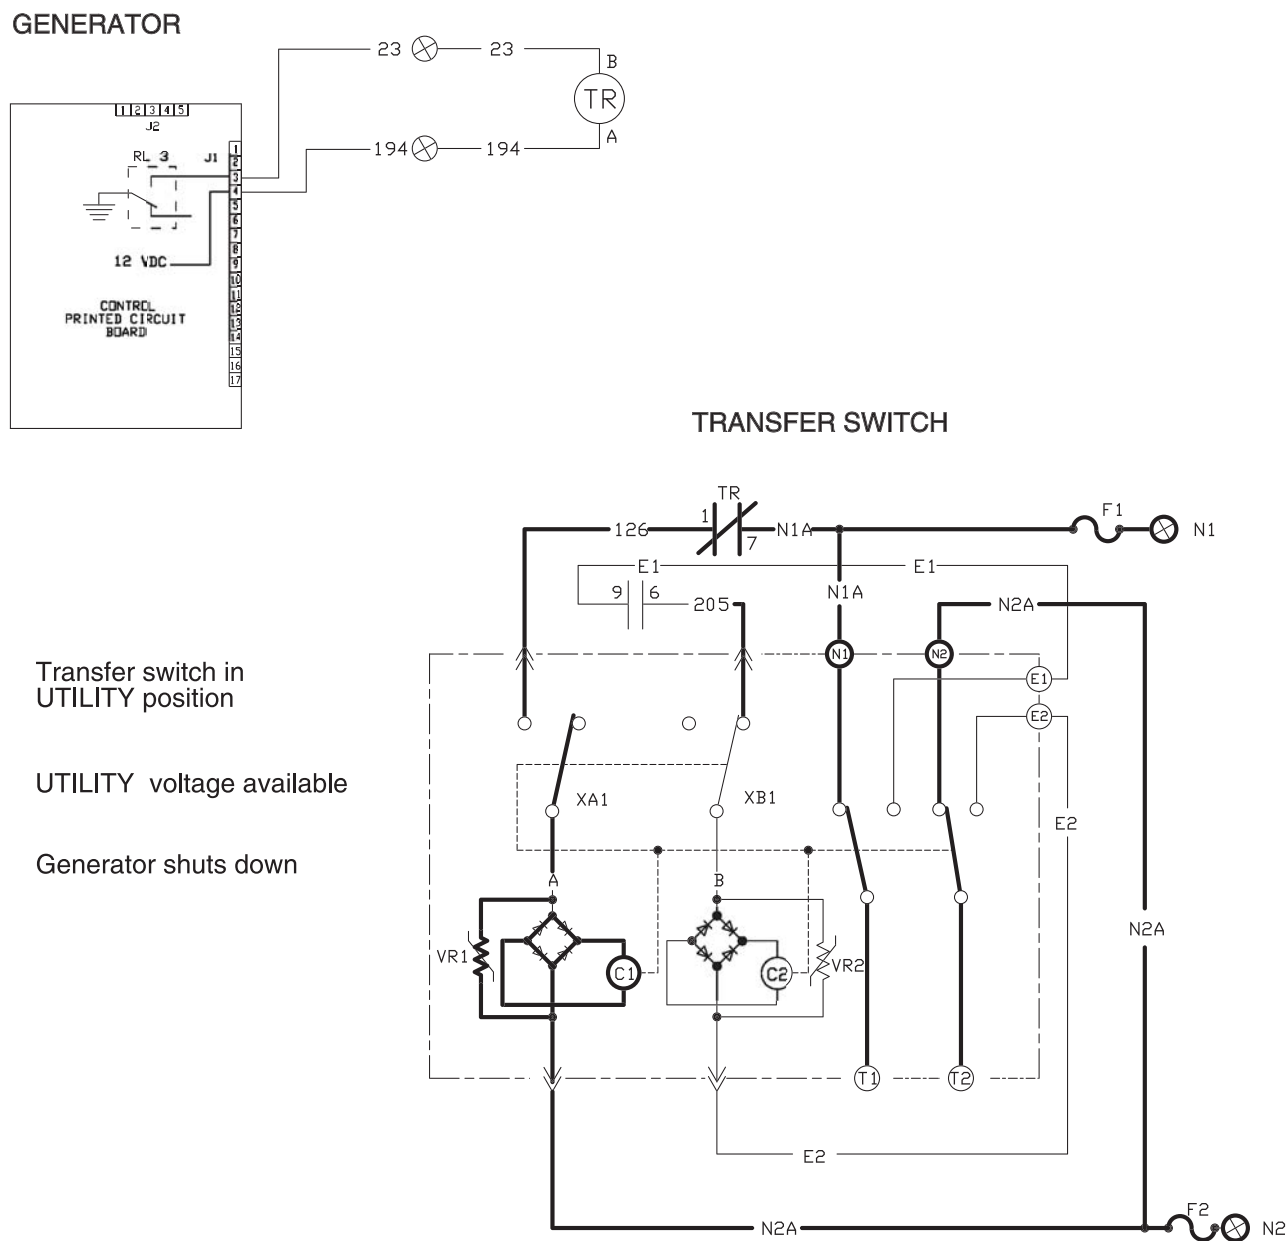 GENERATOR
23 23
B
TR
A
194 194
1 2 3 4 5
J2
RL 3 J1
1
2
3
4
5
6
7
8
9
10
11
12
13
14
15
16
17
12 VDC
CONTROL
PRINTED CIRCUIT
BOARD
TRANSFER SWITCH
TR
126 1 7 N1A F1 N1
E1 E1
9 6 205 N1A N2A
N1 N2
E1
E2
Transfer switch in
UTILITY position
UTILITY voltage available
Generator shuts down
XA1 XB1
E2
A B
VR1 C1 C2 VR2
N2A
T1 T2
E2
N2A F2 N2